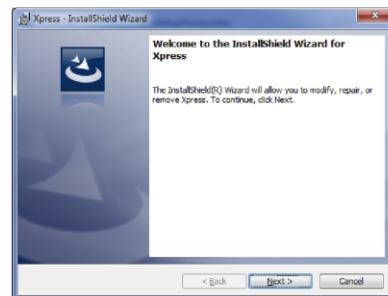 Xpress - InstallShield Wizard
Welcome to the InstallShield Wizard for
Xpress
The InstallShield(R) Wizard will allow you to modify, repair, or
remove Xpress. To continue, click Next.
< Back
Next >
Cancel